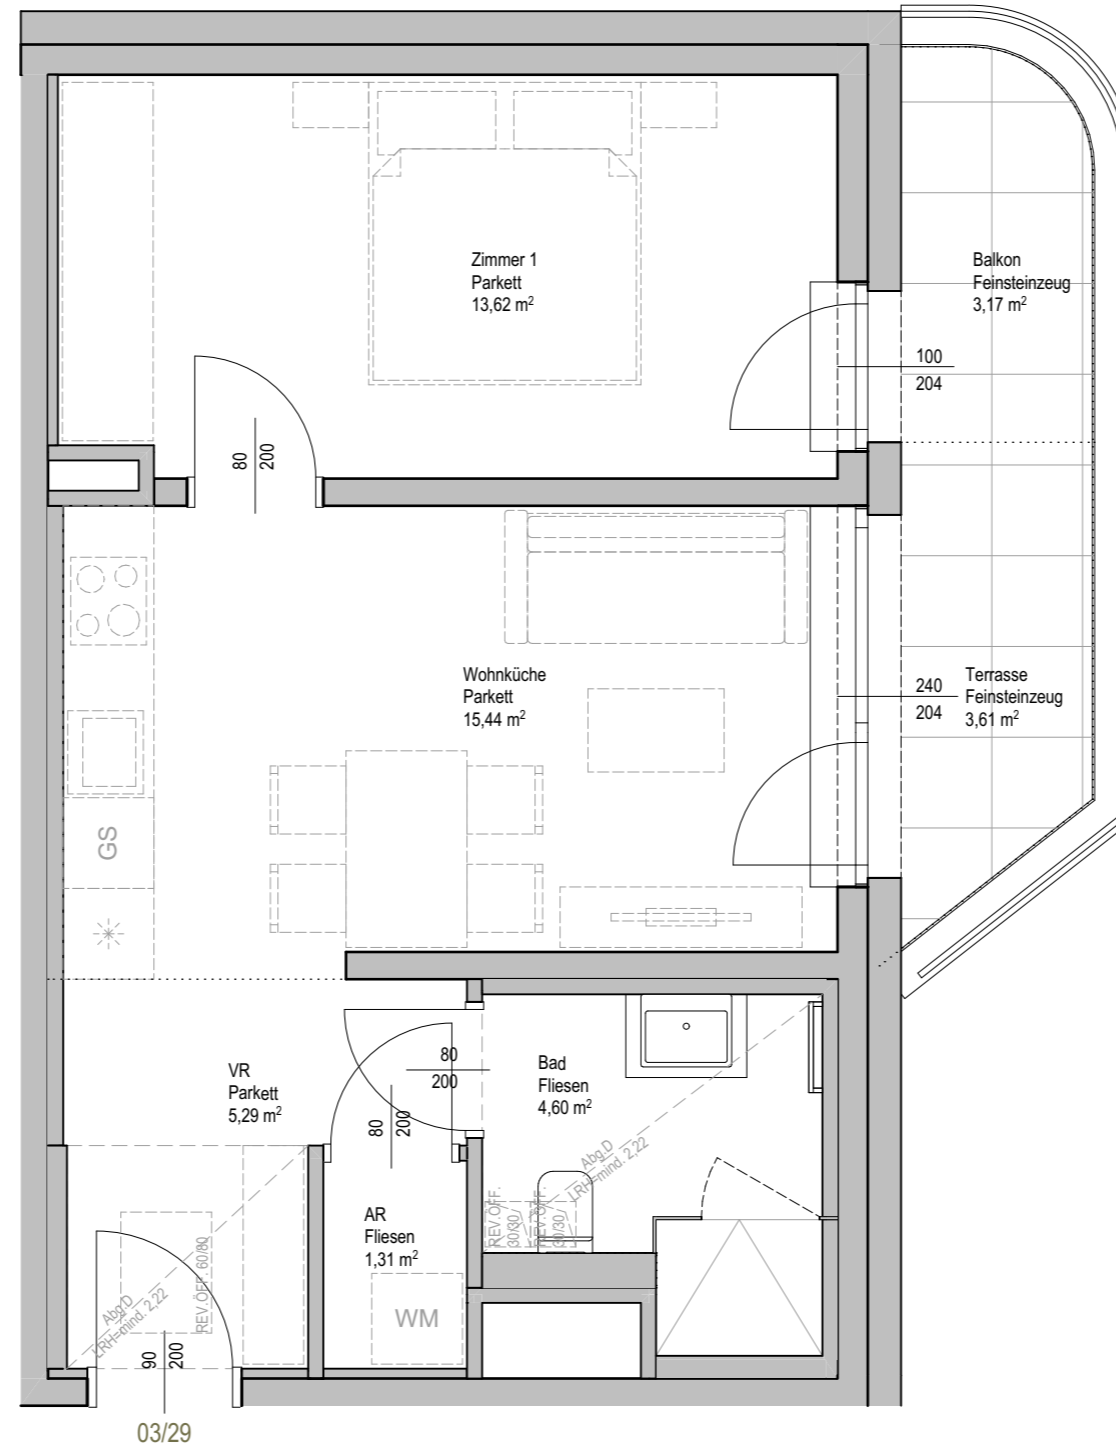 Zimmer 1
Parkett
13,62 m²
Balkon
Feinsteinzeug
3,17 m²
100
204
80
200
Wohnküche
Parkett
15,44 m²
240
204
Terrasse
Feinsteinzeug
3,61 m²
GS
VR
Parkett
5,29 m²
80
200
Bad
Fliesen
4,60 m²
80
200
Abg.D
LRH=mind. 2,22
REV.ÖFF.
30/30
REV.ÖFF.
30/30
AR
Fliesen
1,31 m²
WM
REV.ÖFF. 60/80
Abg.D
LRH=mind. 2,22
90
200
03/29